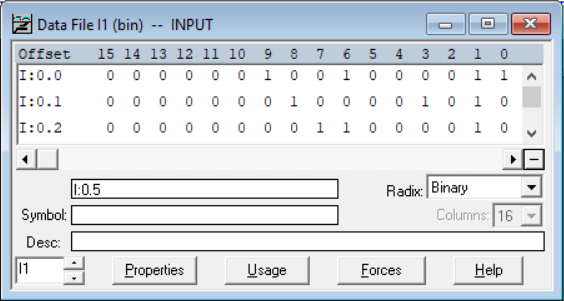 Data File I1 (bin) -- INPUT
Offset 15 14 13 12 11 10 9 8 7 6 5 4 3 2 1 0
I:0.0 0 0 0 0 0 0 1 0 0 1 0 0 0 0 1 1
I:0.1 0 0 0 0 0 0 0 1 0 0 0 0 1 0 1 0
I:0.2 0 0 0 0 0 0 0 0 1 1 0 0 0 0 1 0
I:0.5 Radix: Binary
Symbol: Columns: 16
Desc:
I1 Properties Usage Forces Help